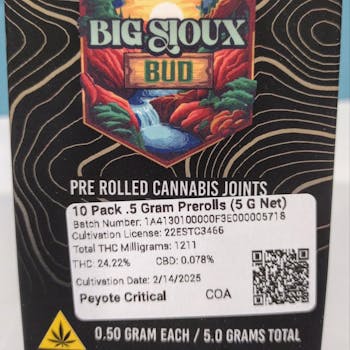 BIG SIOUX
BUD
PRE ROLLED CANNABIS JOINTS
10 Pack .5 Gram Prerolls (5 G Net)
Batch Number: 1A4130100000F3E000005718
Cultivation License: 22ESTC3466
Total THC Milligrams: 1211
THC: 24.22% CBD: 0.078%
Cultivation Date: 2/14/2025
Peyote Critical COA
0.50 GRAM EACH / 5.0 GRAMS TOTAL